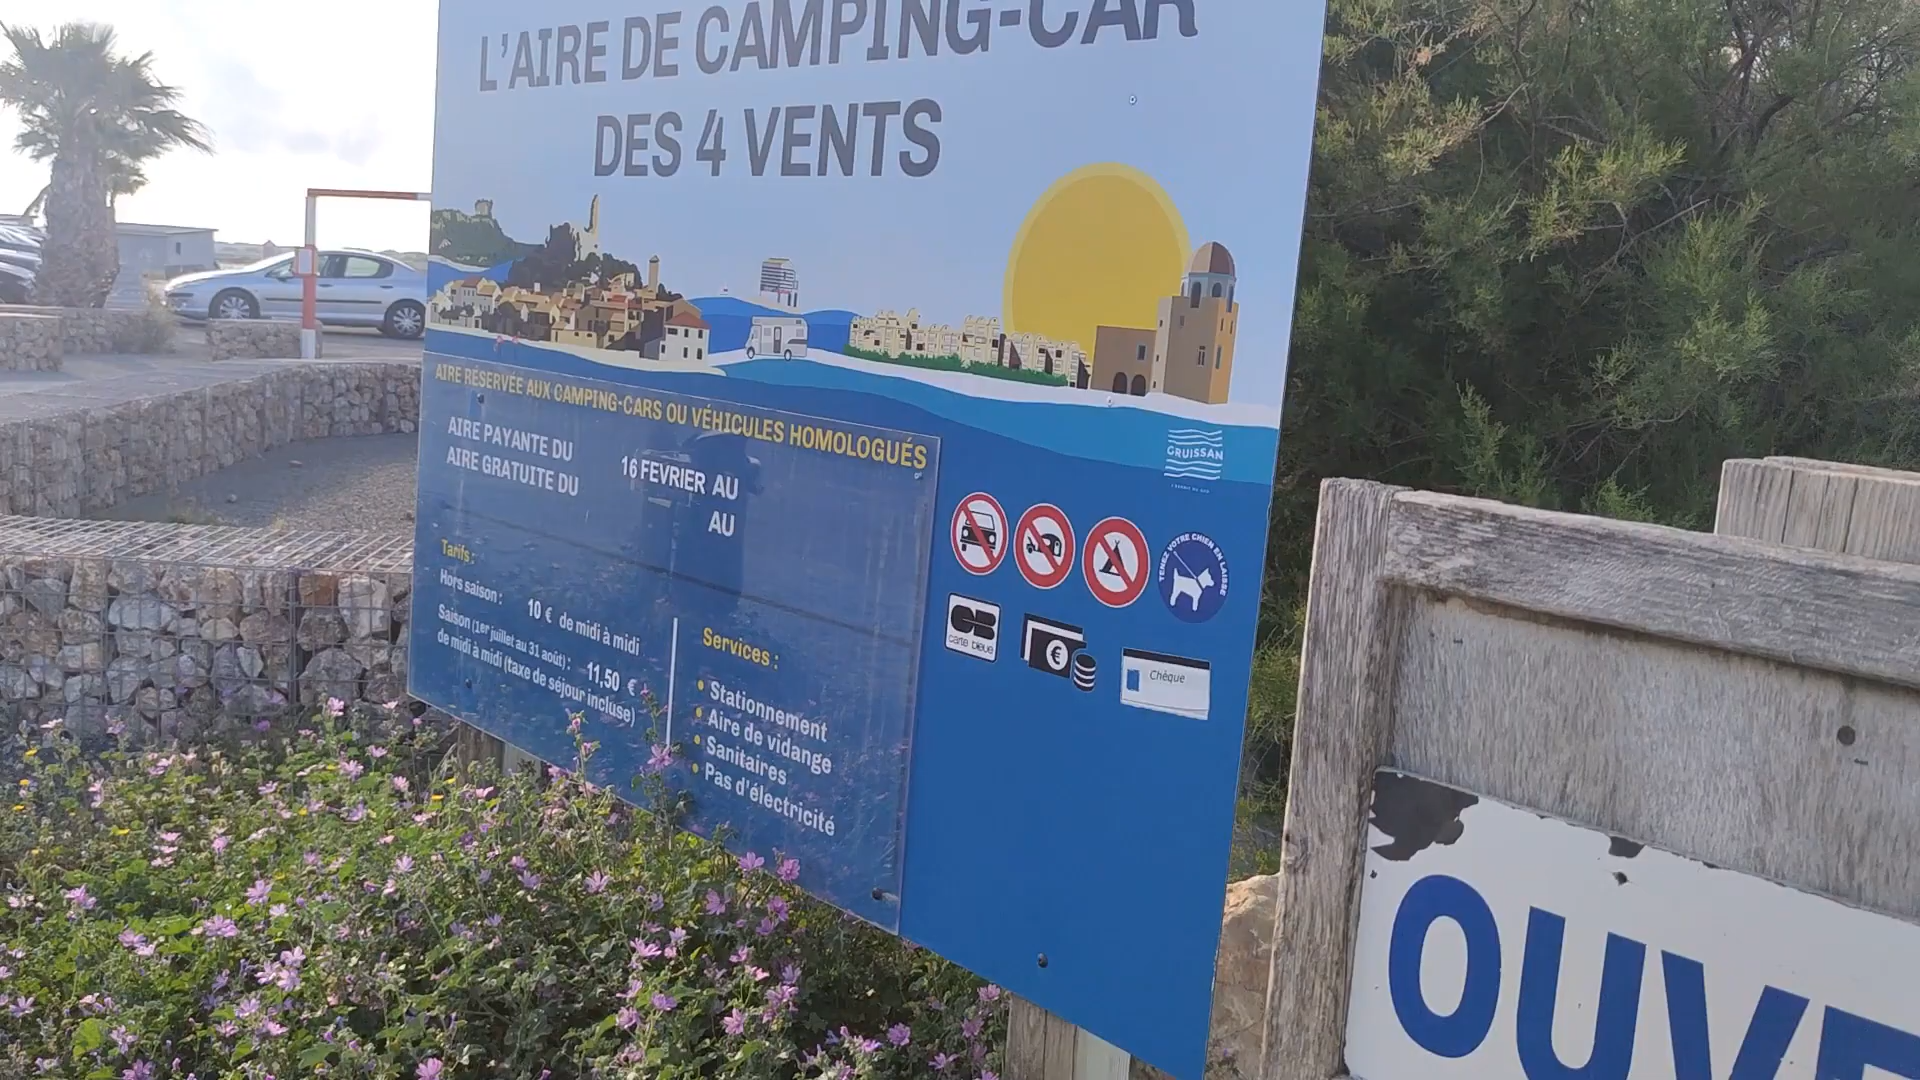 L'AIRE DE CAMPING-CAR
DES 4 VENTS
AIRE RÉSERVÉE AUX CAMPING-CARS OU VÉHICULES HOMOLOGUÉS
AIRE PAYANTE DU 16 FEVRIER AU
AIRE GRATUITE DU AU
Tarifs :
Hors saison : 10 € de midi à midi
Saison (1er juillet au 31 août) : 11,50 €
de midi à midi (taxe de séjour incluse)
Services :
• Stationnement
• Aire de vidange
• Sanitaires
• Pas d'électricité
GRUISSAN
TENEZ VOTRE CHIEN EN LAISSE
CB
carte bleue
€
Chèque
OUVE